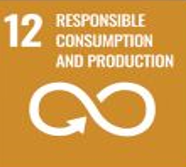 12 RESPONSIBLE
CONSUMPTION
AND PRODUCTION